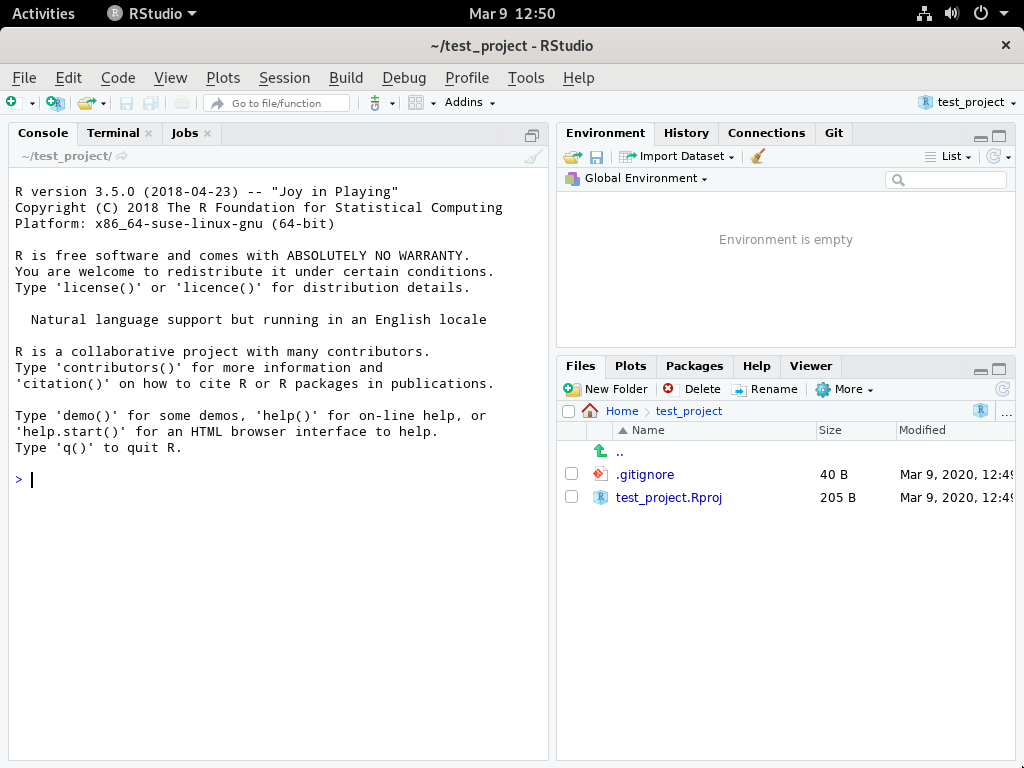 Activities RStudio Mar 9 12:50
~/test_project - RStudio
File Edit Code View Plots Session Build Debug Profile Tools Help
Go to file/function Addins test_project
Console Terminal Jobs
~/test_project/
R version 3.5.0 (2018-04-23) -- "Joy in Playing"
Copyright (C) 2018 The R Foundation for Statistical Computing
Platform: x86_64-suse-linux-gnu (64-bit)
R is free software and comes with ABSOLUTELY NO WARRANTY.
You are welcome to redistribute it under certain conditions.
Type 'license()' or 'licence()' for distribution details.
Natural language support but running in an English locale
R is a collaborative project with many contributors.
Type 'contributors()' for more information and
'citation()' on how to cite R or R packages in publications.
Type 'demo()' for some demos, 'help()' for on-line help, or
'help.start()' for an HTML browser interface to help.
Type 'q()' to quit R.
>
Environment History Connections Git
Import Dataset List
Global Environment
Environment is empty
Files Plots Packages Help Viewer
New Folder Delete Rename More
Home test_project ...
Name Size Modified
..
.gitignore 40 B Mar 9, 2020, 12:49
test_project.Rproj 205 B Mar 9, 2020, 12:49